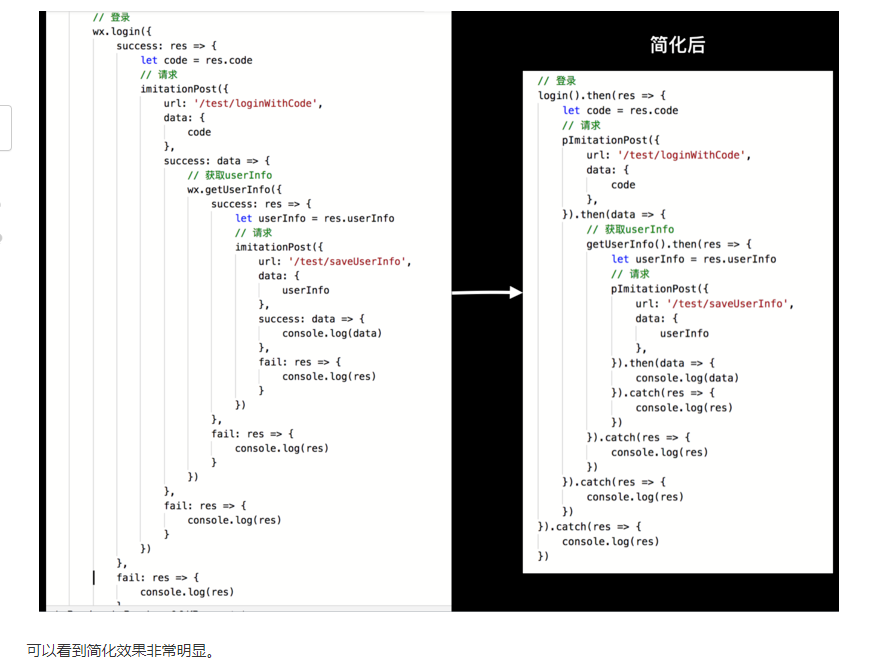 // 登录
wx.login({
    success: res => {
        let code = res.code
        // 请求
        imitationPost({
            url: '/test/loginWithCode',
            data: {
                code
            },
            success: data => {
                // 获取userInfo
                wx.getUserInfo({
                    success: res => {
                        let userInfo = res.userInfo
                        // 请求
                        imitationPost({
                            url: '/test/saveUserInfo',
                            data: {
                                userInfo
                            },
                            success: data => {
                                console.log(data)
                            },
                            fail: res => {
                                console.log(res)
                            }
                        })
                    },
                    fail: res => {
                        console.log(res)
                    }
                })
            },
            fail: res => {
                console.log(res)
            }
        })
    },
    fail: res => {
        console.log(res)
简化后
// 登录
login().then(res => {
    let code = res.code
    // 请求
    pImitationPost({
        url: '/test/loginWithCode',
        data: {
            code
        },
    }).then(data => {
        // 获取userInfo
        getUserInfo().then(res => {
            let userInfo = res.userInfo
            // 请求
            pImitationPost({
                url: '/test/saveUserInfo',
                data: {
                    userInfo
                },
            }).then(data => {
                console.log(data)
            }).catch(res => {
                console.log(res)
            })
        }).catch(res => {
            console.log(res)
        })
    }).catch(res => {
        console.log(res)
    })
}).catch(res => {
    console.log(res)
})
可以看到简化效果非常明显。